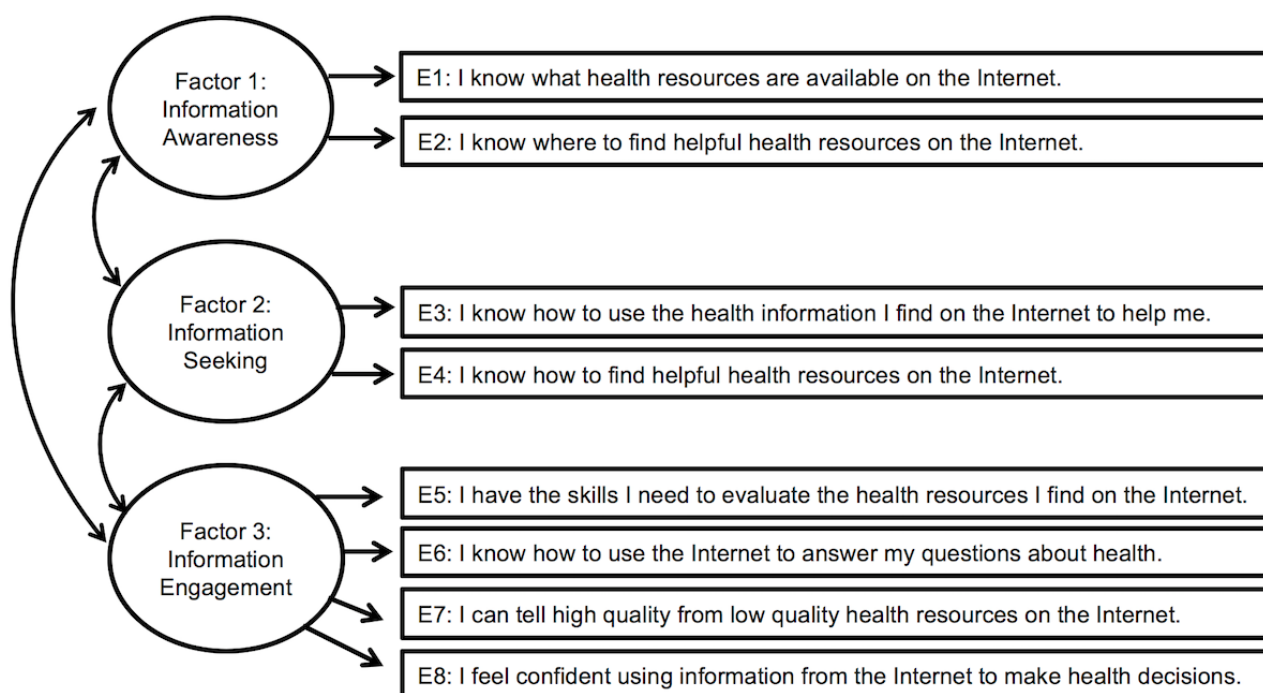 Factor 1:
Information
Awareness
E1: I know what health resources are available on the Internet.
E2: I know where to find helpful health resources on the Internet.
Factor 2:
Information
Seeking
E3: I know how to use the health information I find on the Internet to help me.
E4: I know how to find helpful health resources on the Internet.
Factor 3:
Information
Engagement
E5: I have the skills I need to evaluate the health resources I find on the Internet.
E6: I know how to use the Internet to answer my questions about health.
E7: I can tell high quality from low quality health resources on the Internet.
E8: I feel confident using information from the Internet to make health decisions.